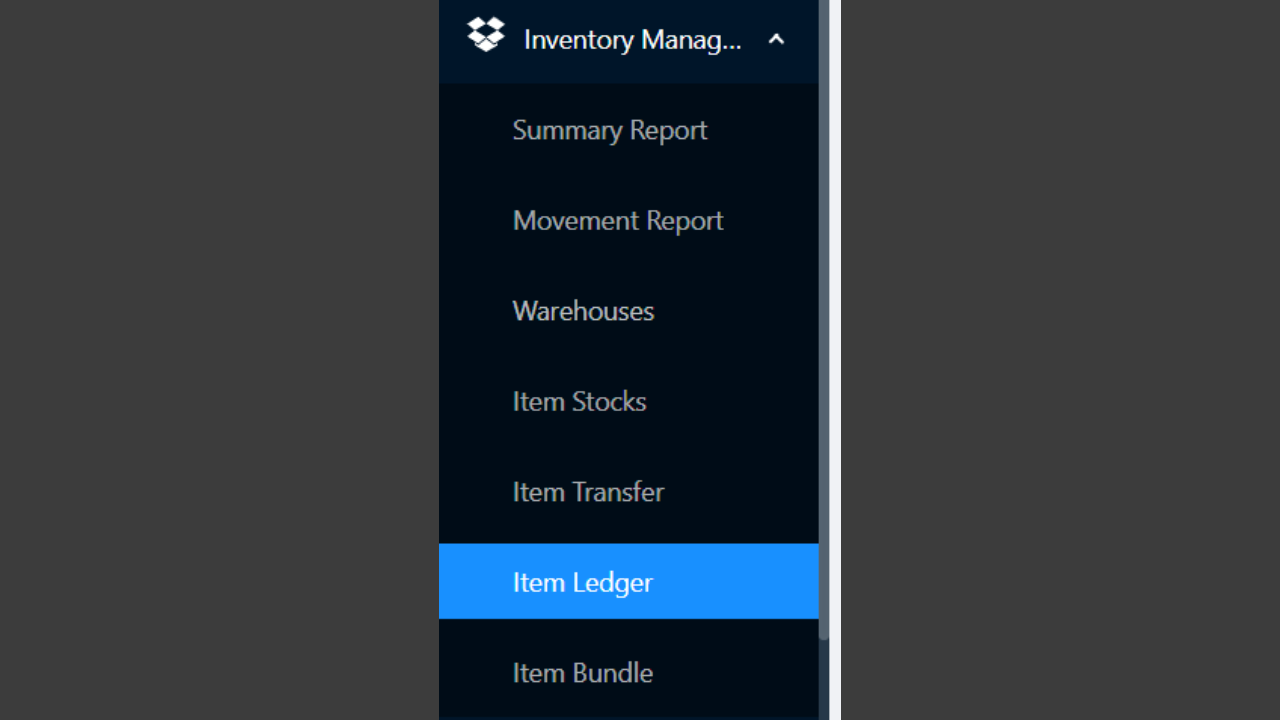 Inventory Manag...
Summary Report
Movement Report
Warehouses
Item Stocks
Item Transfer
Item Ledger
Item Bundle